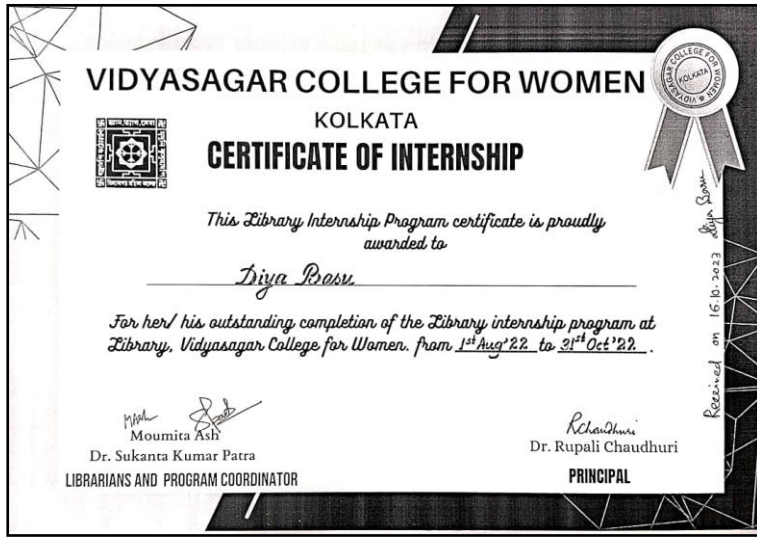 VIDYASAGAR COLLEGE FOR WOMEN
KOLKATA
CERTIFICATE OF INTERNSHIP
This Library Internship Program certificate is proudly
awarded to
Diya Basu
For her/ his outstanding completion of the Library internship program at
Library, Vidyasagar College for Women. from 1st Aug'22 to 31st Oct'22.
Moumita Ash
Dr. Sukanta Kumar Patra
LIBRARIANS AND PROGRAM COORDINATOR
RChaudhuri
Dr. Rupali Chaudhuri
PRINCIPAL
VIDYASAGAR COLLEGE FOR WOMEN
KOLKATA
Received on 16.10.2023 Diya Basu